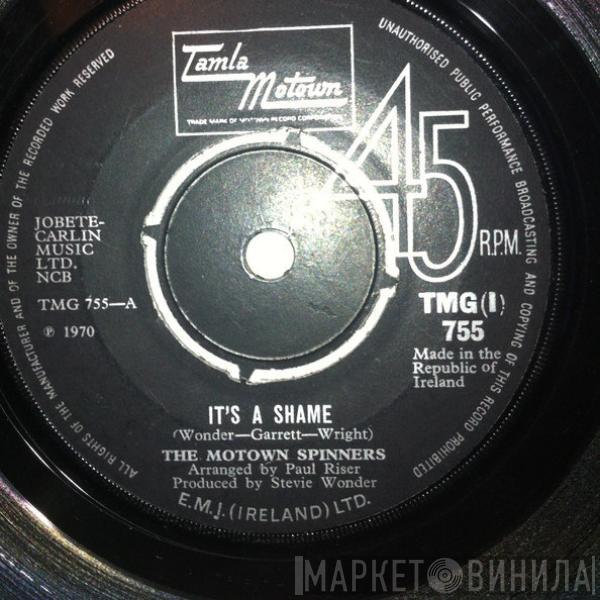 Tamla
Motown
TRADE MARK OF MOTOWN RECORD CORPORATION
ALL RIGHTS OF THE MANUFACTURER AND OF THE OWNER OF THE RECORDED WORK RESERVED
UNAUTHORISED PUBLIC PERFORMANCE BROADCASTING AND COPYING OF THIS RECORD PROHIBITED
45
R.P.M.
JOBETE-
CARLIN
MUSIC
LTD.
NCB
TMG 755—A
℗ 1970
TMG(I)
755
Made in the
Republic of
Ireland
IT'S A SHAME
(Wonder—Garrett—Wright)
THE MOTOWN SPINNERS
Arranged by Paul Riser
Produced by Stevie Wonder
E.M.I. (IRELAND) LTD.
МАРКЕТ ВИНИЛА